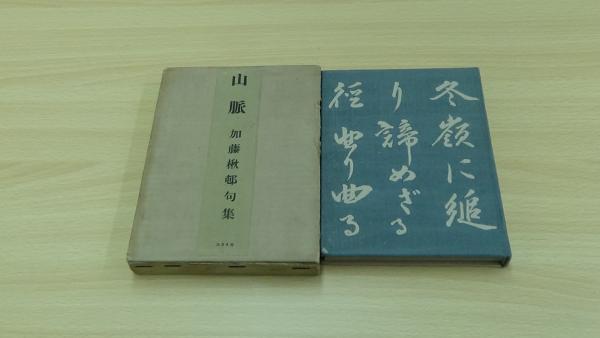 山脈
加藤楸邨句集
冬嶺に縋
り諦めざる
径曲り曲る